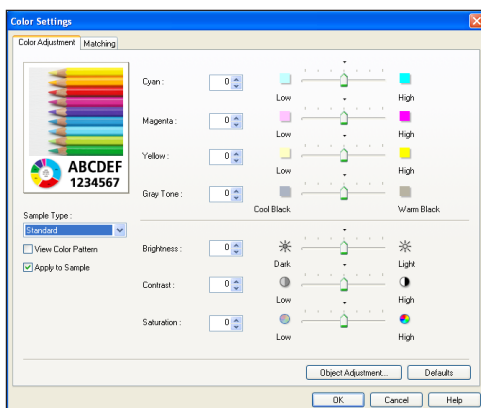 Color Settings
Color Adjustment Matching
Cyan : 0
Low High
Magenta : 0
Low High
Yellow : 0
Low High
Gray Tone : 0
Cool Black Warm Black
ABCDEF
1234567
Sample Type :
Standard
View Color Pattern
Apply to Sample
Brightness : 0
Dark Light
Contrast : 0
Low High
Saturation : 0
Low High
Object Adjustment... Defaults
OK Cancel Help